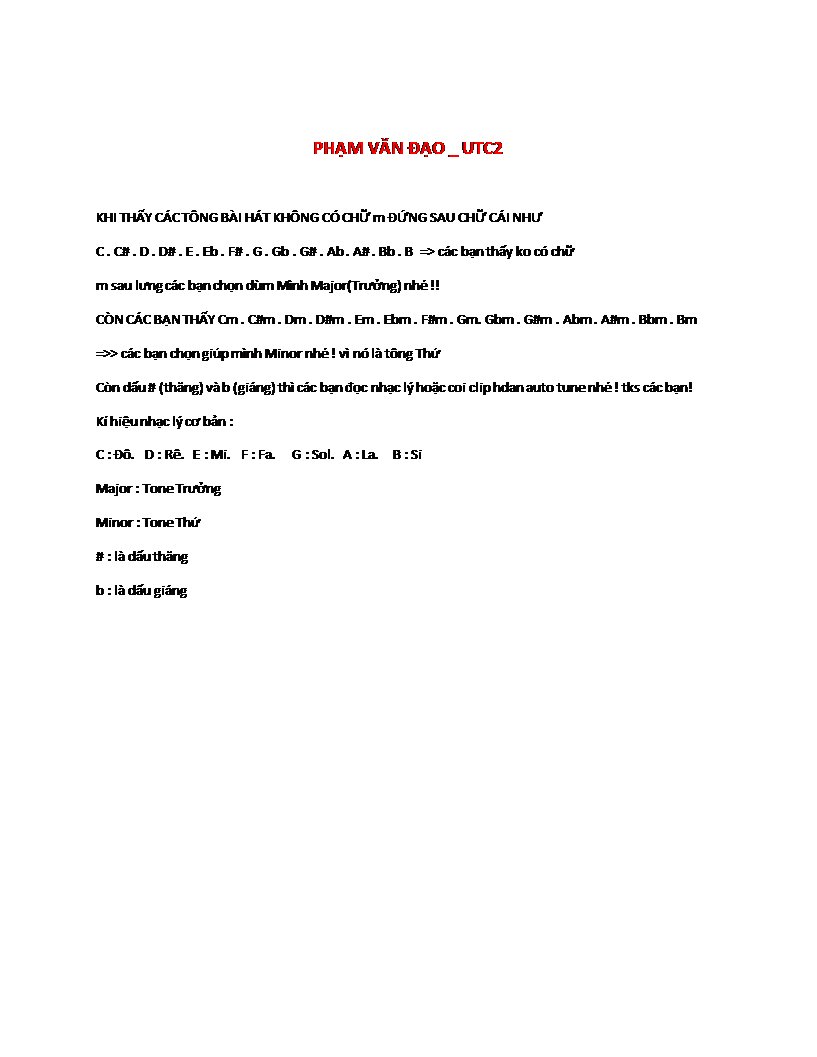 PHẠM VĂN ĐẠO _ UTC2
KHI THẤY CÁC TÔNG BÀI HÁT KHÔNG CÓ CHỮ m ĐỨNG SAU CHỮ CÁI NHƯ
C . C# . D . D# . E . Eb . F# . G . Gb . G# . Ab . A# . Bb . B => các bạn thấy ko có chữ
m sau lưng các bạn chọn dùm Mình Major(Trưởng) nhé !!
CÒN CÁC BẠN THẤY Cm . C#m . Dm . D#m . Em . Ebm . F#m . Gm. Gbm . G#m . Abm . A#m . Bbm . Bm
=>> các bạn chọn giúp mình Minor nhé ! vì nó là tông Thứ
Còn dấu # (thăng) và b (giáng) thì các bạn đọc nhạc lý hoặc coi clip hdan auto tune nhé ! tks các bạn!
Kí hiệu nhạc lý cơ bản :
C : Đô. D : Rê. E : Mi. F : Fa. G : Sol. A : La. B : Si
Major : Tone Trưởng
Minor : Tone Thứ
# : là dấu thăng
b : là dấu giáng